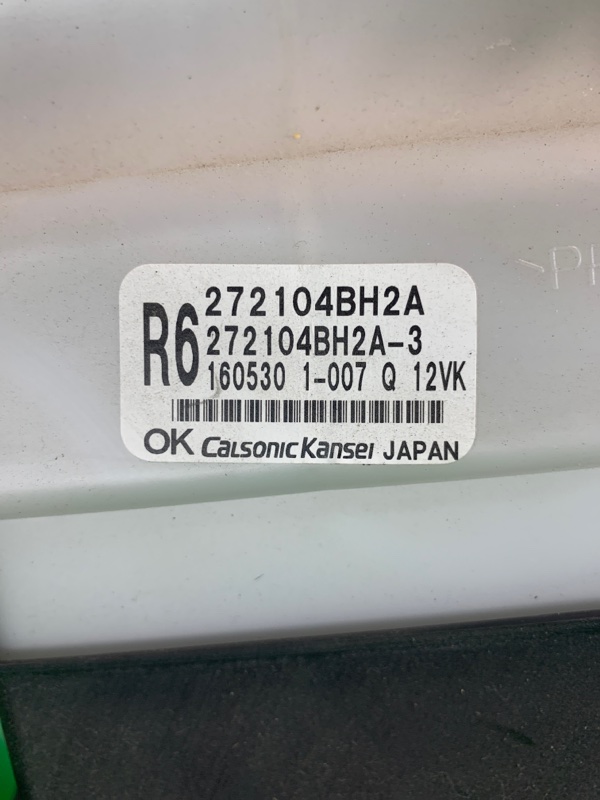 R6
272104BH2A
272104BH2A-3
160530 1-007 Q 12VK
OK CalsonicKansei JAPAN